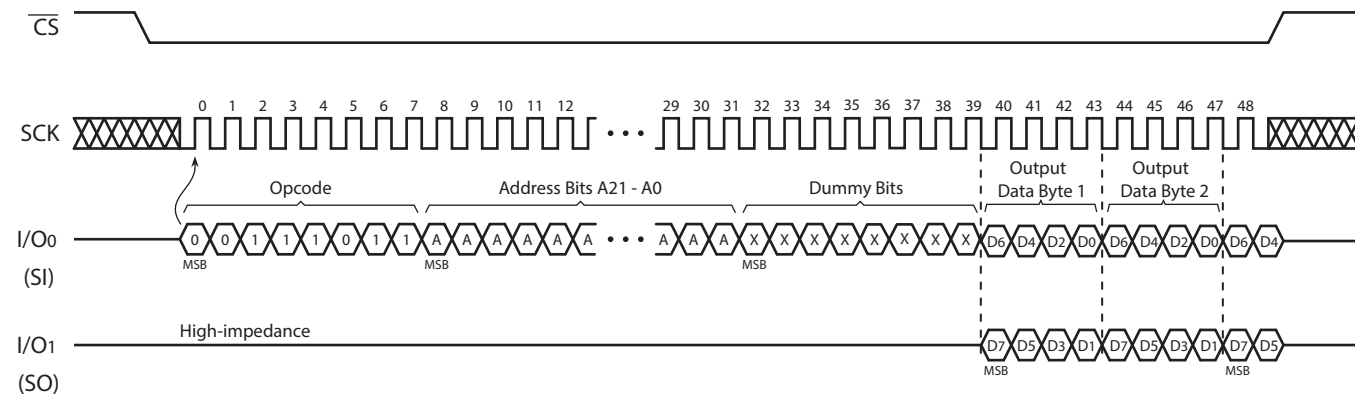 CS
SCK
0 1 2 3 4 5 6 7 8 9 10 11 12 29 30 31 32 33 34 35 36 37 38 39 40 41 42 43 44 45 46 47 48
Opcode
Address Bits A21 - A0
Dummy Bits
Output
Data Byte 1
Output
Data Byte 2
I/O0
(SI)
0 0 1 1 1 0 1 1 A A A A A A A A A X X X X X X X X D6 D4 D2 D0 D6 D4 D2 D0 D6 D4
MSB MSB MSB
High-impedance
I/O1
(SO)
D7 D5 D3 D1 D7 D5 D3 D1 D7 D5
MSB MSB